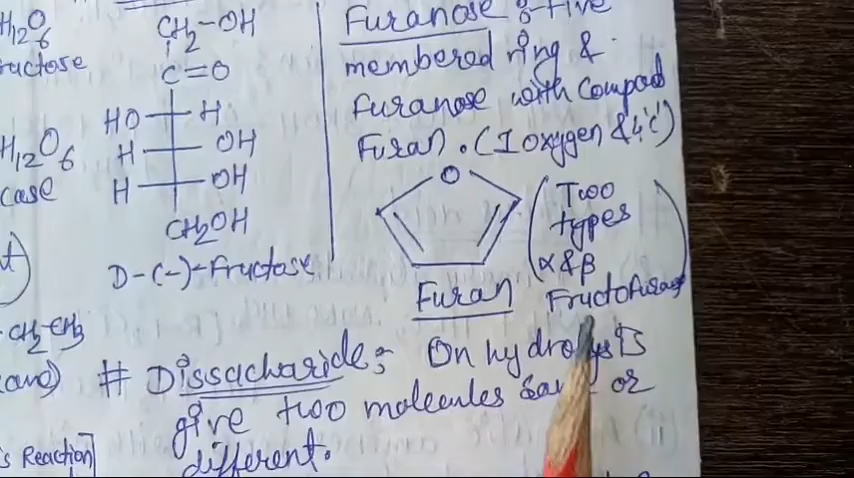 H12O6
ructose
H12O6
case
t)
-CH2-CH3
ane)
's Reaction]
CH2-OH
C=O
HO H
H OH
H OH
CH2OH
D-(-)-Fructose
Furanose :- Five
membered ring &
furanose with Compad
Furan. (1 oxygen & 4'c')
O
Furan
(Two
types
α & β
Fructofuranose)
# Dissacharide:- On hydrolysis
give two molecules same or
different.